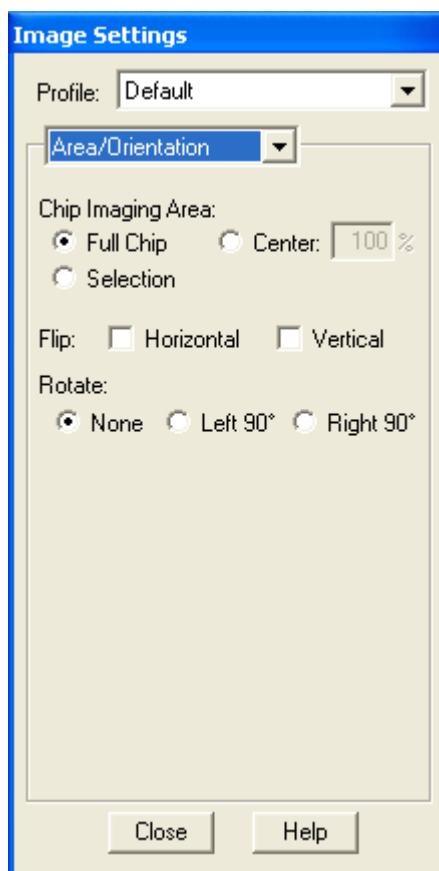 Image Settings
Profile: Default
Area/Orientation
Chip Imaging Area:
Full Chip Center: 100 %
Selection
Flip: Horizontal Vertical
Rotate:
None Left 90° Right 90°
Close Help